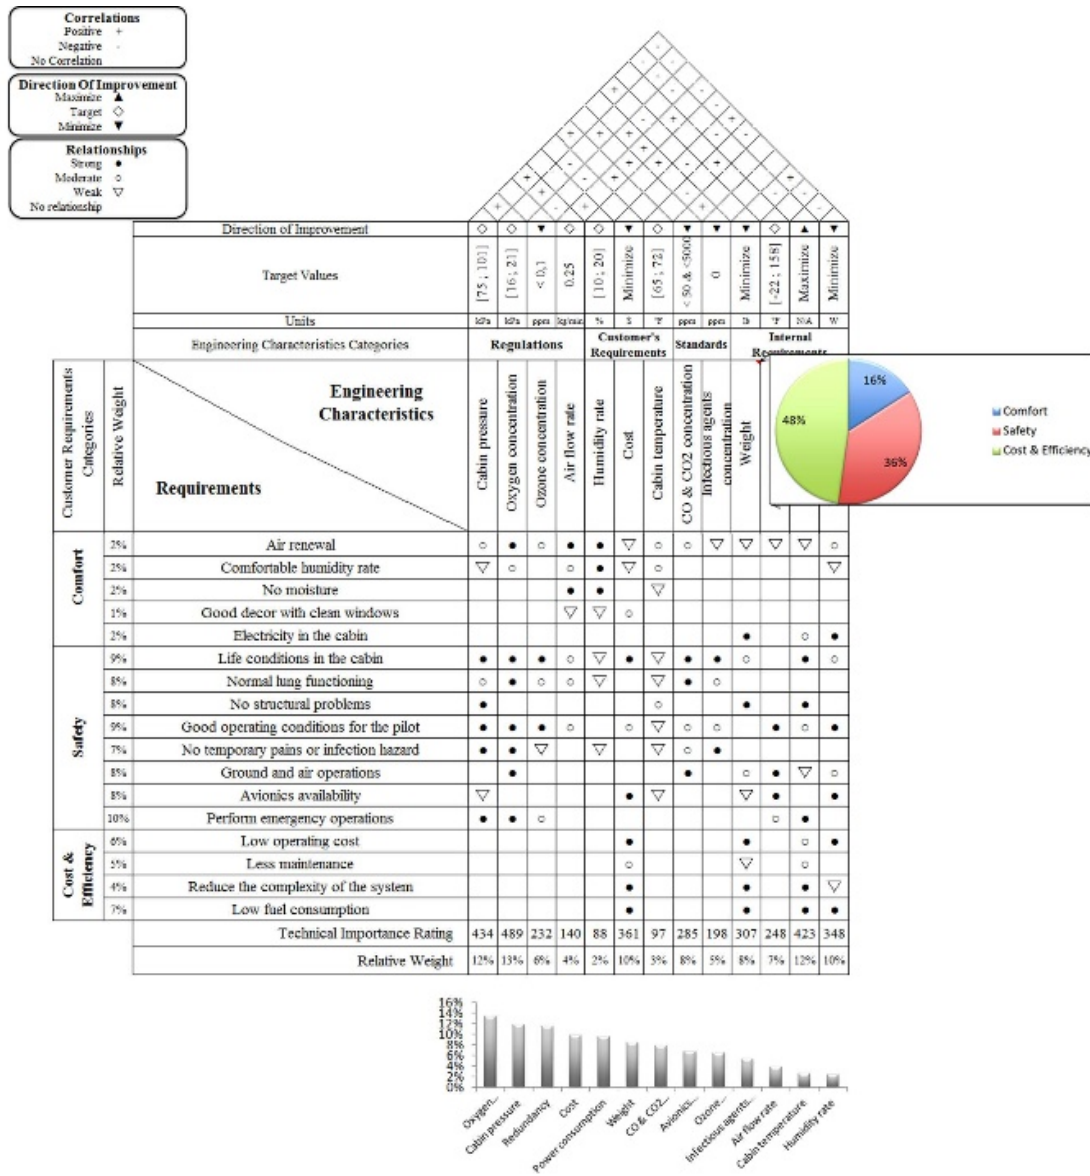 Correlations
Positive +
Negative -
No Correlation
Direction Of Improvement
Maximize ▲
Target ◇
Minimize ▼
Relationships
Strong ●
Moderate ○
Weak ▽
No relationship
Direction of Improvement ◇ ◇ ▼ ◇ ◇ ▼ ◇ ▼ ▼ ▼ ◇ ▲ ▼
Target Values [75 ; 101] [16 ; 21] < 0,1 0,25 [10 ; 20] Minimize [65 ; 72] < 50 & <5000 0 Minimize [-22 ; 158] Maximize Minimize
Units kPa kPa ppm kg/min % $ °F ppm ppm lb °F N/A W
Engineering Characteristics Categories Regulations Customer's Requirements Standards Internal Requirements
Customer Requirements Categories
Relative Weight
Engineering Characteristics
Requirements
Cabin pressure
Oxygen concentration
Ozone concentration
Air flow rate
Humidity rate
Cost
Cabin temperature
CO & CO2 concentration
Infectious agents concentration
Weight
16%
48%
36%
Comfort
Safety
Cost & Efficiency
Comfort
2% Air renewal ○ ● ○ ● ● ▽ ○ ○ ▽ ▽ ▽ ▽ ○
2% Comfortable humidity rate ▽ ○ ○ ● ▽ ○ ▽
2% No moisture ● ● ▽
1% Good decor with clean windows ▽ ▽ ○
2% Electricity in the cabin ● ○ ●
Safety
9% Life conditions in the cabin ● ● ● ○ ▽ ● ▽ ● ● ○ ● ○
8% Normal lung functioning ○ ● ○ ○ ▽ ▽ ● ○
8% No structural problems ● ○ ● ●
9% Good operating conditions for the pilot ● ● ● ○ ○ ▽ ○ ○ ● ○ ●
7% No temporary pains or infection hazard ● ● ▽ ▽ ▽ ○ ●
8% Ground and air operations ● ● ○ ● ▽ ○
8% Avionics availability ▽ ● ▽ ▽ ● ●
10% Perform emergency operations ● ● ○ ○ ●
Cost & Efficiency
6% Low operating cost ● ● ○ ●
5% Less maintenance ○ ▽ ○
4% Reduce the complexity of the system ● ● ● ▽
7% Low fuel consumption ● ● ● ●
Technical Importance Rating 434 489 232 140 88 361 97 285 198 307 248 423 348
Relative Weight 12% 13% 6% 4% 2% 10% 3% 8% 5% 8% 7% 12% 10%
16%
14%
12%
10%
8%
6%
4%
2%
0%
Oxygen...
Cabin pressure
Redundancy
Cost
Power consumption
Weight
CO & CO2...
Avionics...
Ozone...
Infectious agents...
Air flow rate
Cabin temperature
Humidity rate